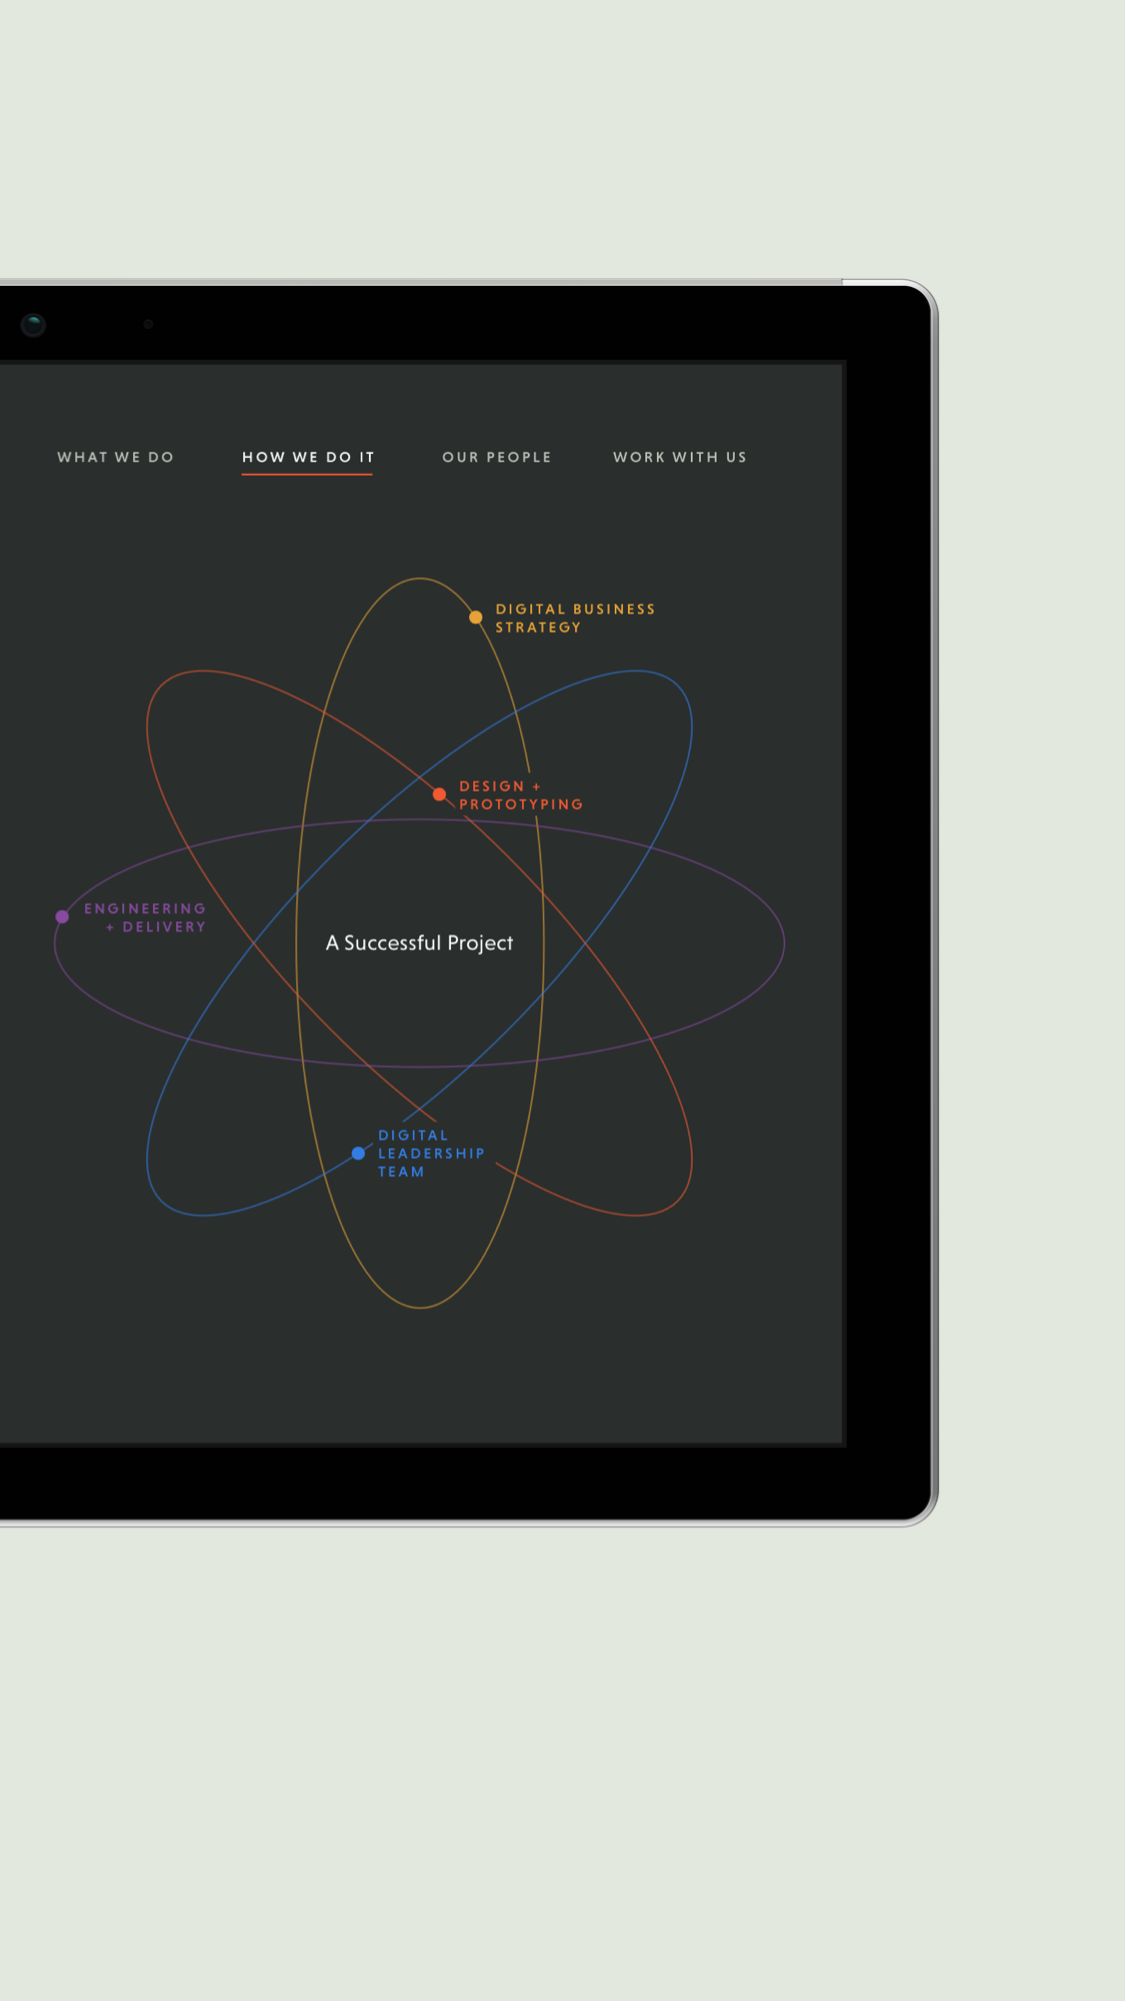 WHAT WE DO
HOW WE DO IT
OUR PEOPLE
WORK WITH US
DIGITAL BUSINESS
STRATEGY
DESIGN +
PROTOTYPING
ENGINEERING
+ DELIVERY
A Successful Project
DIGITAL
LEADERSHIP
TEAM